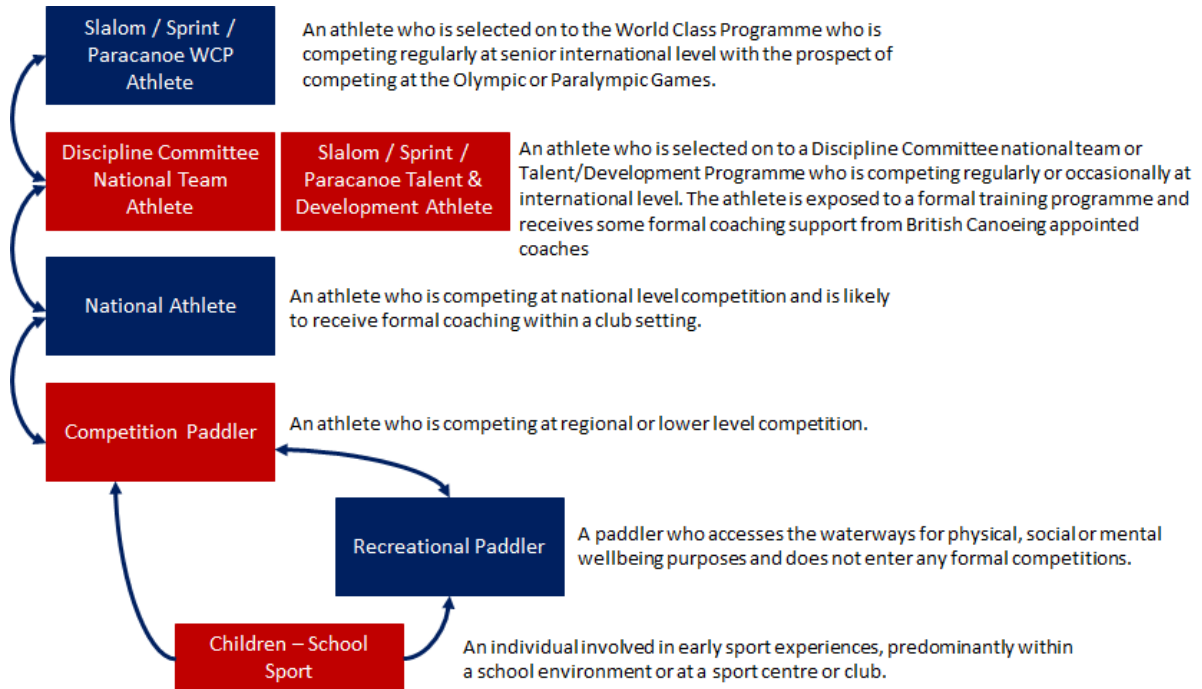 Slalom / Sprint /
Paracanoe WCP
Athlete
An athlete who is selected on to the World Class Programme who is
competing regularly at senior international level with the prospect of
competing at the Olympic or Paralympic Games.
Discipline Committee
National Team
Athlete
Slalom / Sprint /
Paracanoe Talent &
Development Athlete
An athlete who is selected on to a Discipline Committee national team or
Talent/Development Programme who is competing regularly or occasionally at
international level. The athlete is exposed to a formal training programme and
receives some formal coaching support from British Canoeing appointed
coaches
National Athlete
An athlete who is competing at national level competition and is likely
to receive formal coaching within a club setting.
Competition Paddler
An athlete who is competing at regional or lower level competition.
Recreational Paddler
A paddler who accesses the waterways for physical, social or mental
wellbeing purposes and does not enter any formal competitions.
Children – School
Sport
An individual involved in early sport experiences, predominantly within
a school environment or at a sport centre or club.